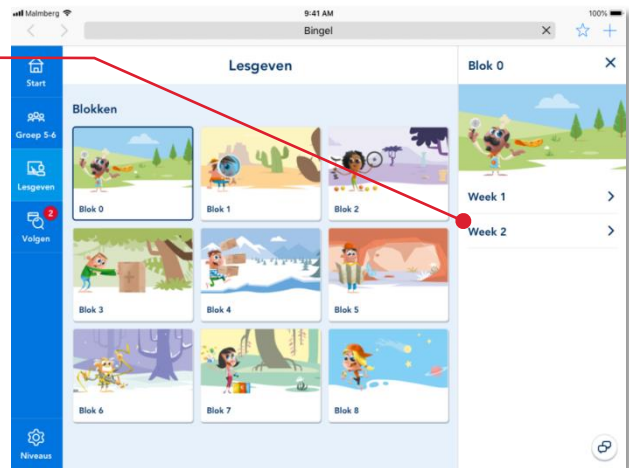 Malmberg
9:41 AM
100%
Bingel
Start
Groep 5-6
Lesgeven
2
Volgen
Niveaus
Lesgeven
Blokken
Blok 0
Blok 1
Blok 2
Blok 3
Blok 4
Blok 5
Blok 6
Blok 7
Blok 8
Blok 0
Week 1
Week 2